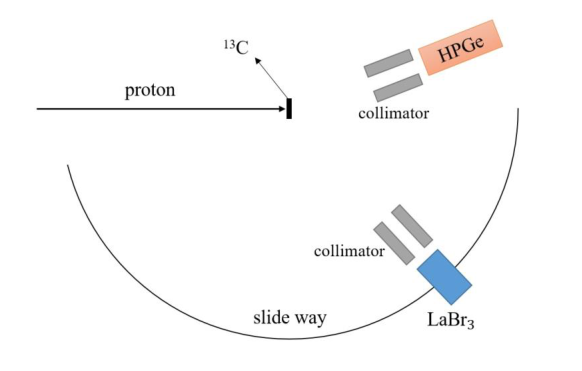 ¹³C
HPGe
proton
collimator
collimator
slide way
LaBr₃